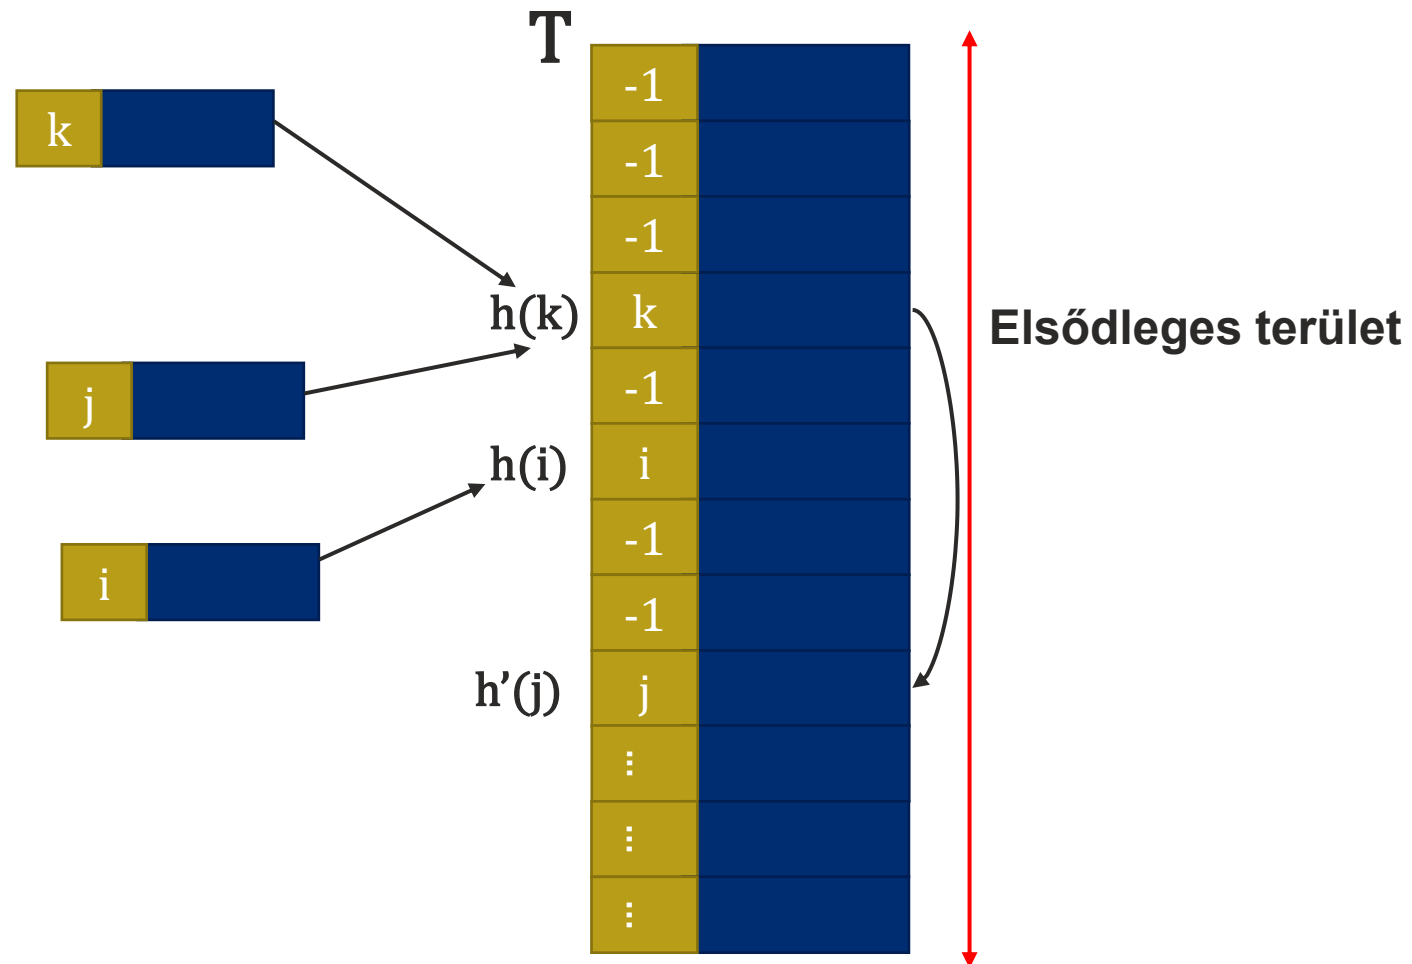 T
-1
k
-1
-1
h(k)
k
Elsődleges terület
j
-1
h(i)
i
-1
i
-1
h’(j)
j
⋮
⋮
⋮